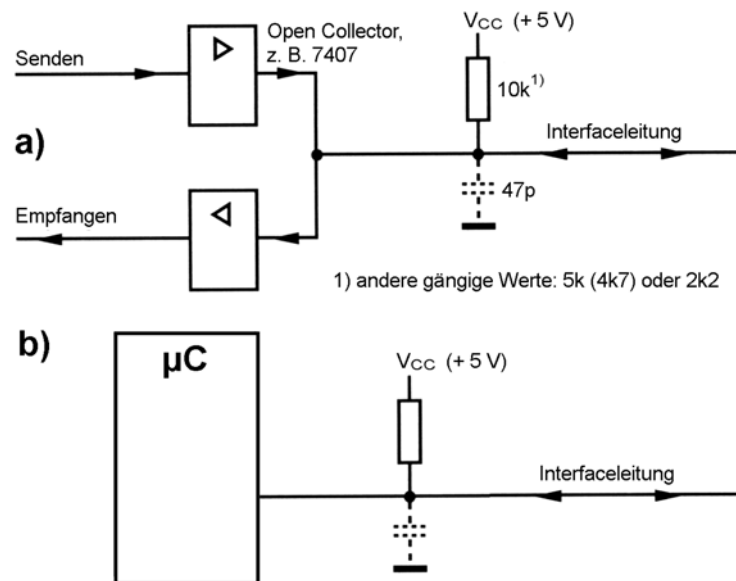 Open Collector,
z. B. 7407
VCC (+ 5 V)
Senden
10k1)
Interfaceleitung
a)
47p
Empfangen
1) andere gängige Werte: 5k (4k7) oder 2k2
b)
µC
VCC (+ 5 V)
Interfaceleitung